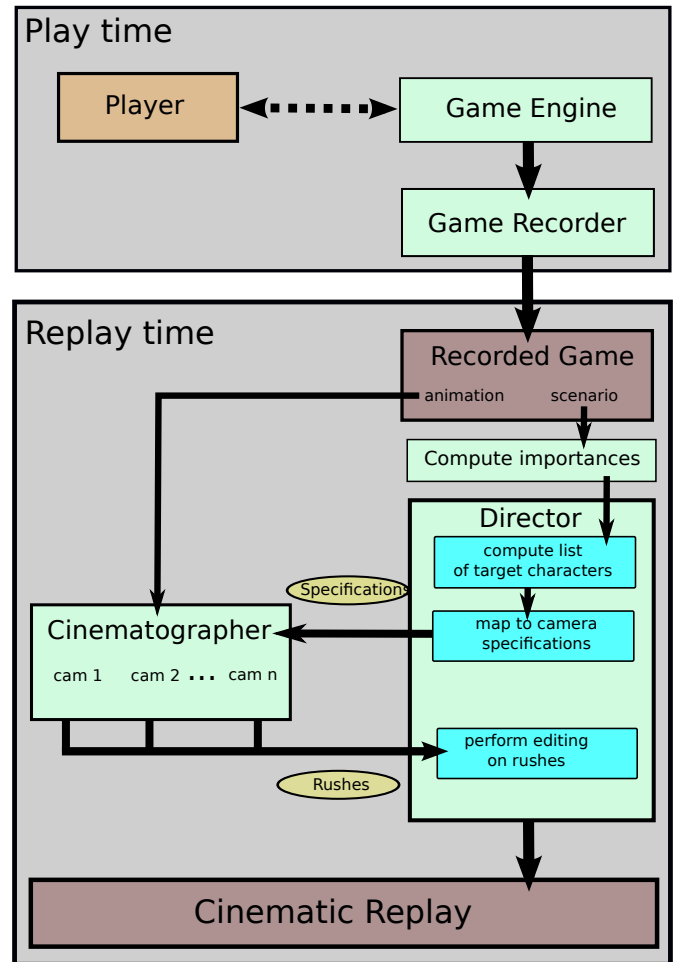 Play time
Player
Game Engine
Game Recorder
Replay time
Recorded Game
animation scenario
Compute importances
Director
compute list
of target characters
Specifications
map to camera
specifications
Cinematographer
cam 1 cam 2 ... cam n
perform editing
on rushes
Rushes
Cinematic Replay